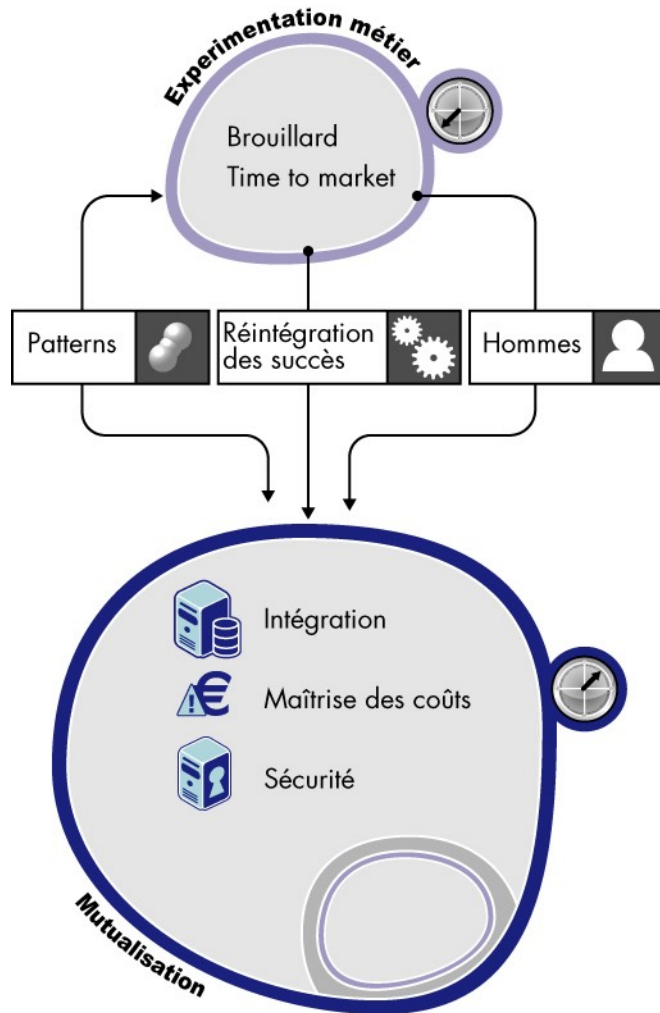 Experimentation métier
Brouillard
Time to market
Patterns
Réintégration
des succès
Hommes
Intégration
Maîtrise des coûts
Sécurité
Mutualisation